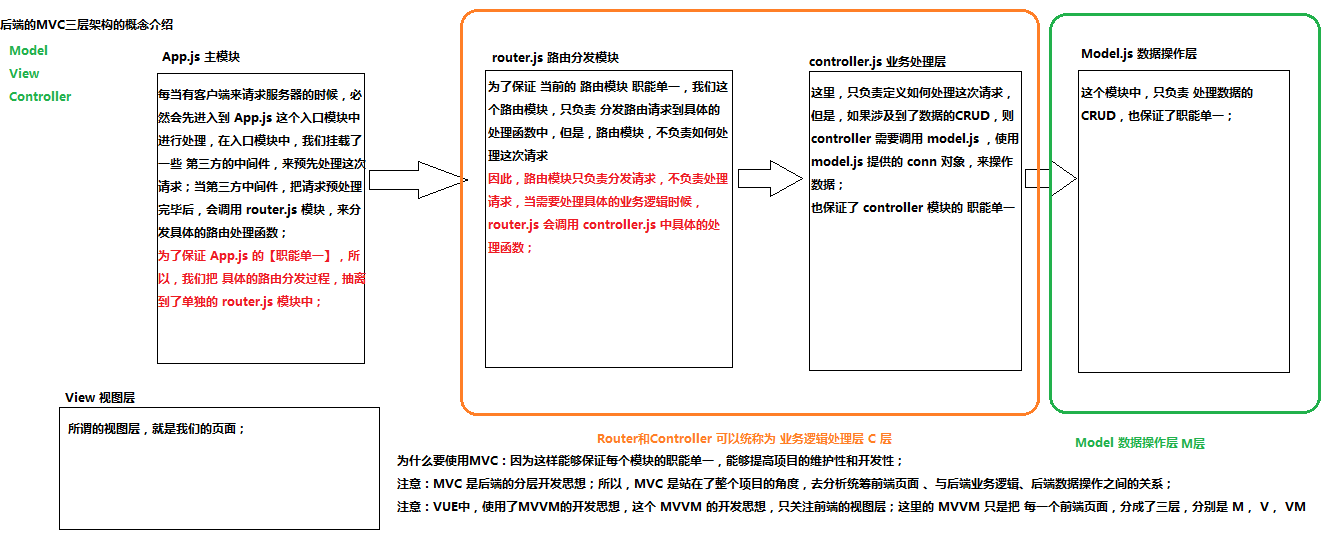 后端的MVC三层架构的概念介绍
Model
View
Controller
App.js 主模块
每当有客户端来请求服务器的时候，必
然会先进入到 App.js 这个入口模块中
进行处理，在入口模块中，我们挂载了
一些 第三方的中间件，来预先处理这次
请求；当第三方中间件，把请求预处理
完毕后，会调用 router.js 模块，来分
发具体的路由处理函数；
为了保证 App.js 的【职能单一】，所
以，我们把 具体的路由分发过程，抽离
到了单独的 router.js 模块中；
router.js 路由分发模块
为了保证 当前的 路由模块 职能单一，我们这
个路由模块，只负责 分发路由请求到具体的
处理函数中，但是，路由模块，不负责如何处
理这次请求
因此，路由模块只负责分发请求，不负责处理
请求，当需要处理具体的业务逻辑时候，
router.js 会调用 controller.js 中具体的处
理函数；
controller.js 业务处理层
这里，只负责定义如何处理这次请求，
但是，如果涉及到了数据的CRUD，则
controller 需要调用 model.js ，使用
model.js 提供的 conn 对象，来操作
数据；
也保证了 controller 模块的 职能单一
Model.js 数据操作层
这个模块中，只负责 处理数据的
CRUD，也保证了职能单一；
View 视图层
所谓的视图层，就是我们的页面；
Router和Controller 可以统称为 业务逻辑处理层 C 层
Model 数据操作层 M层
为什么要使用MVC：因为这样能够保证每个模块的职能单一，能够提高项目的维护性和开发性；
注意：MVC 是后端的分层开发思想；所以，MVC 是站在了整个项目的角度，去分析统筹前端页面 、与后端业务逻辑、后端数据操作之间的关系；
注意：VUE中，使用了MVVM的开发思想，这个 MVVM 的开发思想，只关注前端的视图层；这里的 MVVM 只是把 每一个前端页面，分成了三层，分别是 M ， V ， VM